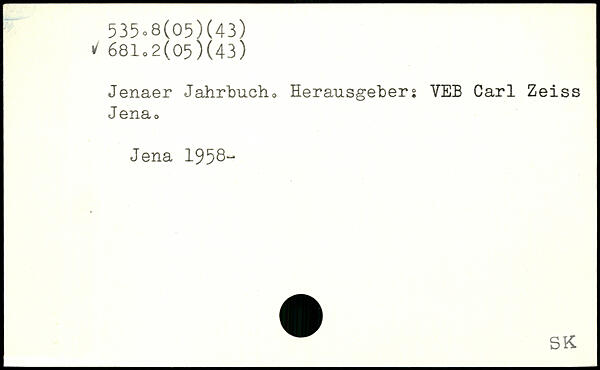 535.8(05)(43)
✓ 681.2(05)(43)
Jenaer Jahrbuch. Herausgeber: VEB Carl Zeiss
Jena.
Jena 1958-
SK